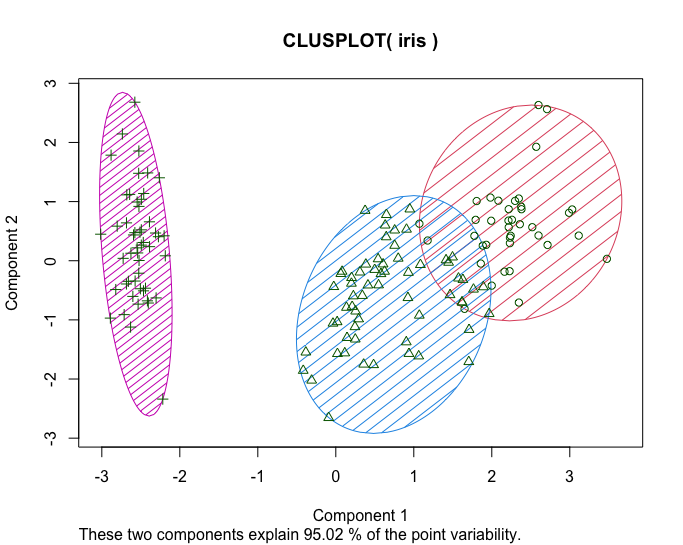 CLUSPLOT( iris )
3
2
1
0
-1
-2
-3
Component 2
-3 -2 -1 0 1 2 3
Component 1
These two components explain 95.02 % of the point variability.